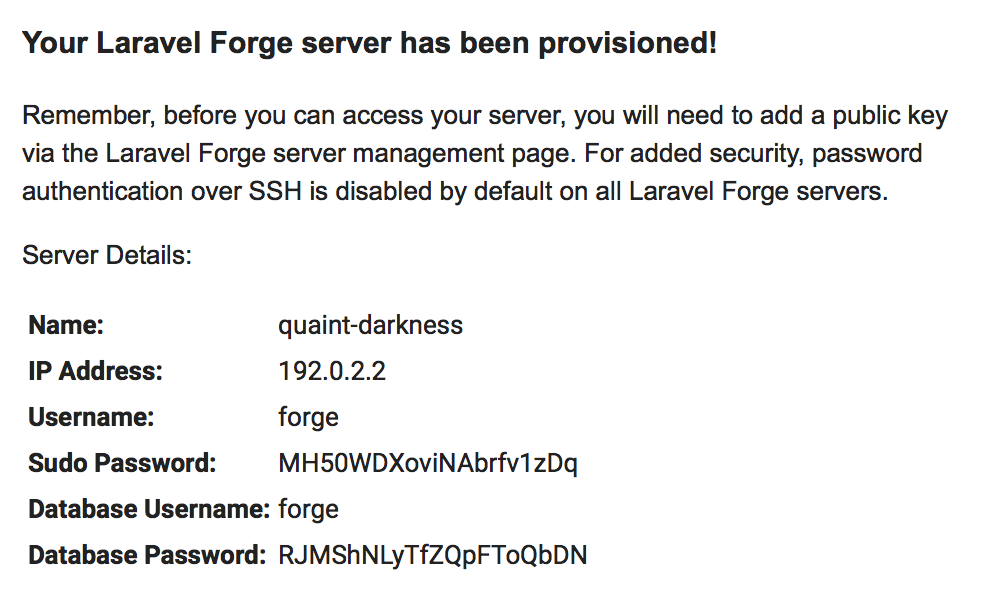 Your Laravel Forge server has been provisioned!
Remember, before you can access your server, you will need to add a public key
via the Laravel Forge server management page. For added security, password
authentication over SSH is disabled by default on all Laravel Forge servers.
Server Details:
Name: quaint-darkness
IP Address: 192.0.2.2
Username: forge
Sudo Password: MH50WDXoviNAbrfv1zDq
Database Username: forge
Database Password: RJMShNLyTfZQpFToQbDN